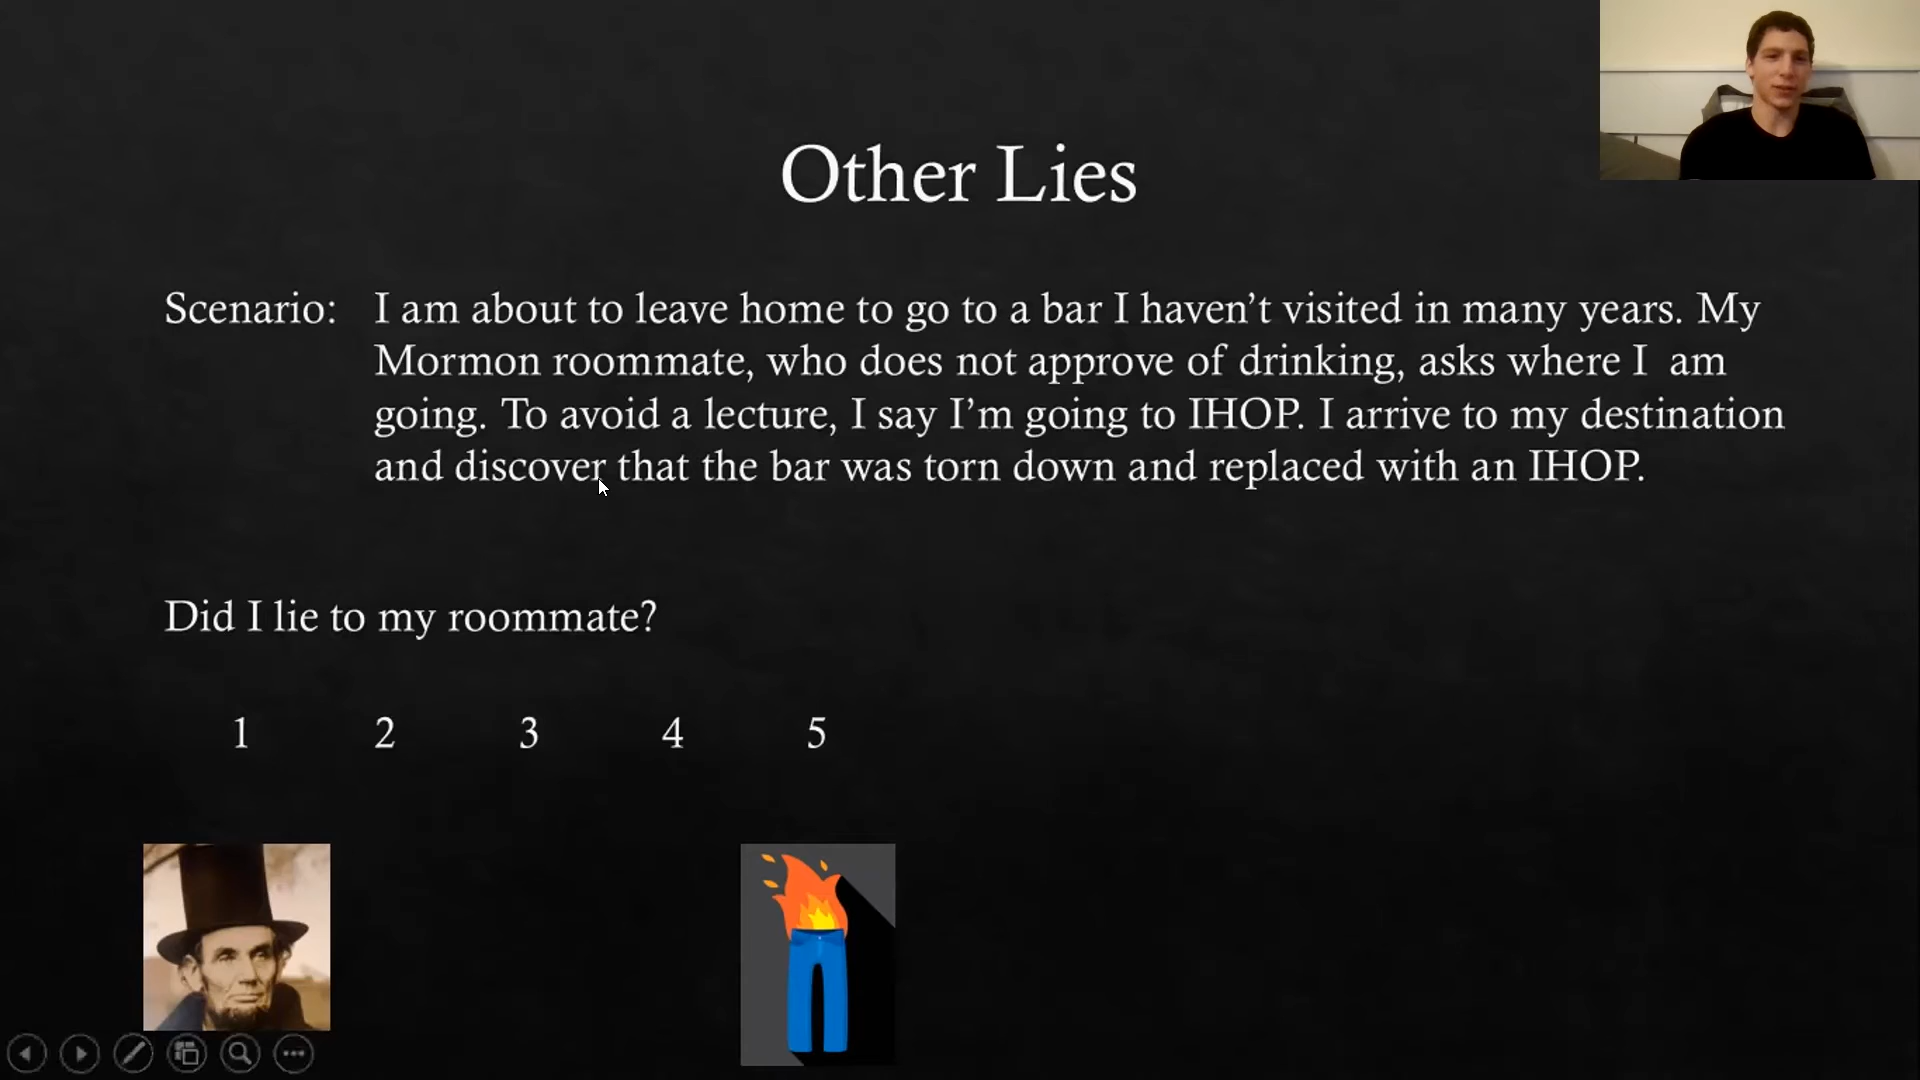 Other Lies
Scenario: I am about to leave home to go to a bar I haven’t visited in many years. My
Mormon roommate, who does not approve of drinking, asks where I am
going. To avoid a lecture, I say I’m going to IHOP. I arrive to my destination
and discover that the bar was torn down and replaced with an IHOP.
Did I lie to my roommate?
1 2 3 4 5